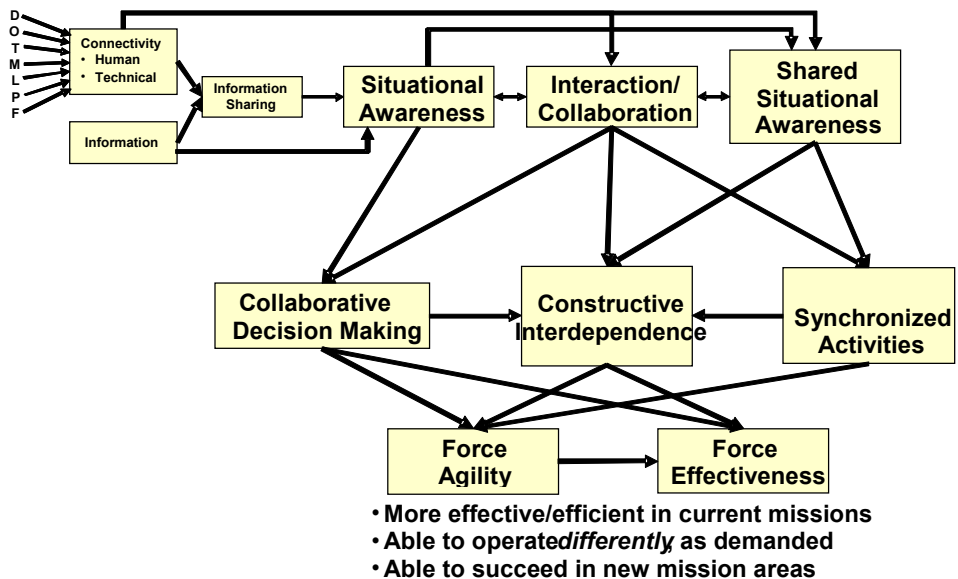 D
O
T
M
L
P
F
Connectivity
• Human
• Technical
Information
Information
Sharing
Situational
Awareness
Interaction/
Collaboration
Shared
Situational
Awareness
Collaborative
Decision Making
Constructive
Interdependence
Synchronized
Activities
Force
Agility
Force
Effectiveness
• More effective/efficient in current missions
• Able to operate differently, as demanded
• Able to succeed in new mission areas